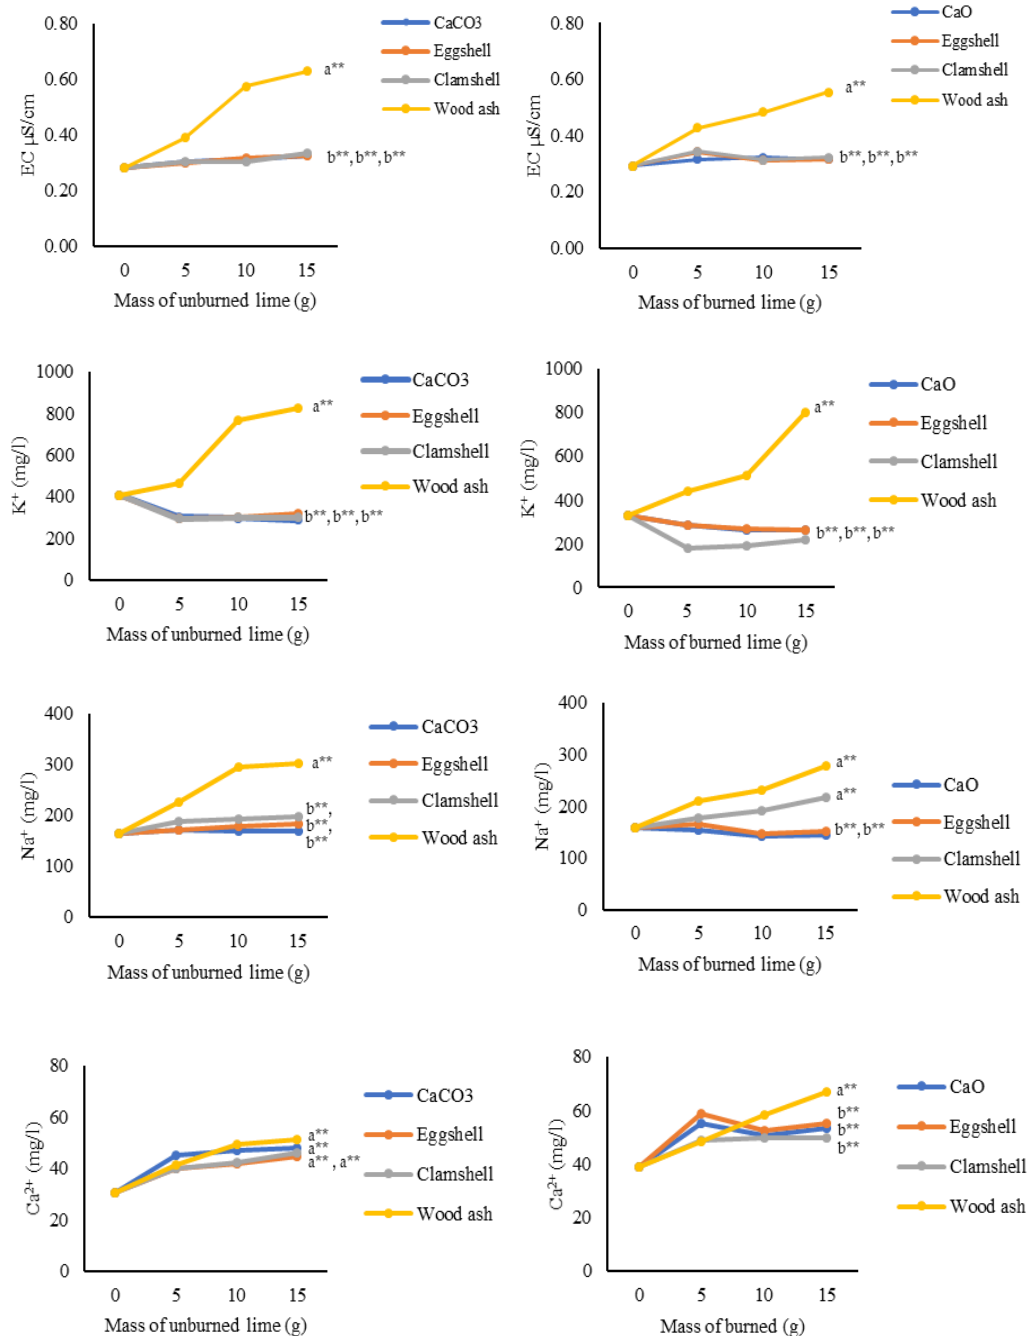 0.80
0.60
0.40
0.20
0.00
EC µS/cm
0 5 10 15
Mass of unburned lime (g)
CaCO3
Eggshell
Clamshell
Wood ash
a**
b**, b**, b**
0.80
0.60
0.40
0.20
0.00
EC µS/cm
0 5 10 15
Mass of burned lime (g)
CaO
Eggshell
Clamshell
Wood ash
a**
b**, b**, b**
1000
800
600
400
200
0
K⁺ (mg/l)
0 5 10 15
Mass of unburned lime (g)
CaCO3
Eggshell
Clamshell
Wood ash
a**
b**, b**, b**
1000
800
600
400
200
0
K⁺ (mg/l)
0 5 10 15
Mass of burned lime (g)
CaO
Eggshell
Clamshell
Wood ash
a**
b**, b**, b**
400
300
200
100
0
Na⁺ (mg/l)
0 5 10 15
Mass of unburned lime (g)
CaCO3
Eggshell
Clamshell
Wood ash
a**
b**,
b**,
b**
400
300
200
100
0
Na⁺ (mg/l)
0 5 10 15
Mass of burned lime (g)
CaO
Eggshell
Clamshell
Wood ash
a**
a**
b**, b**
80
60
40
20
0
Ca²⁺ (mg/l)
0 5 10 15
Mass of unburned lime (g)
CaCO3
Eggshell
Clamshell
Wood ash
a**
a**
a** , a**
80
60
40
20
0
Ca²⁺ (mg/l)
0 5 10 15
Mass of burned (g)
CaO
Eggshell
Clamshell
Wood ash
a**
b**
b**
b**